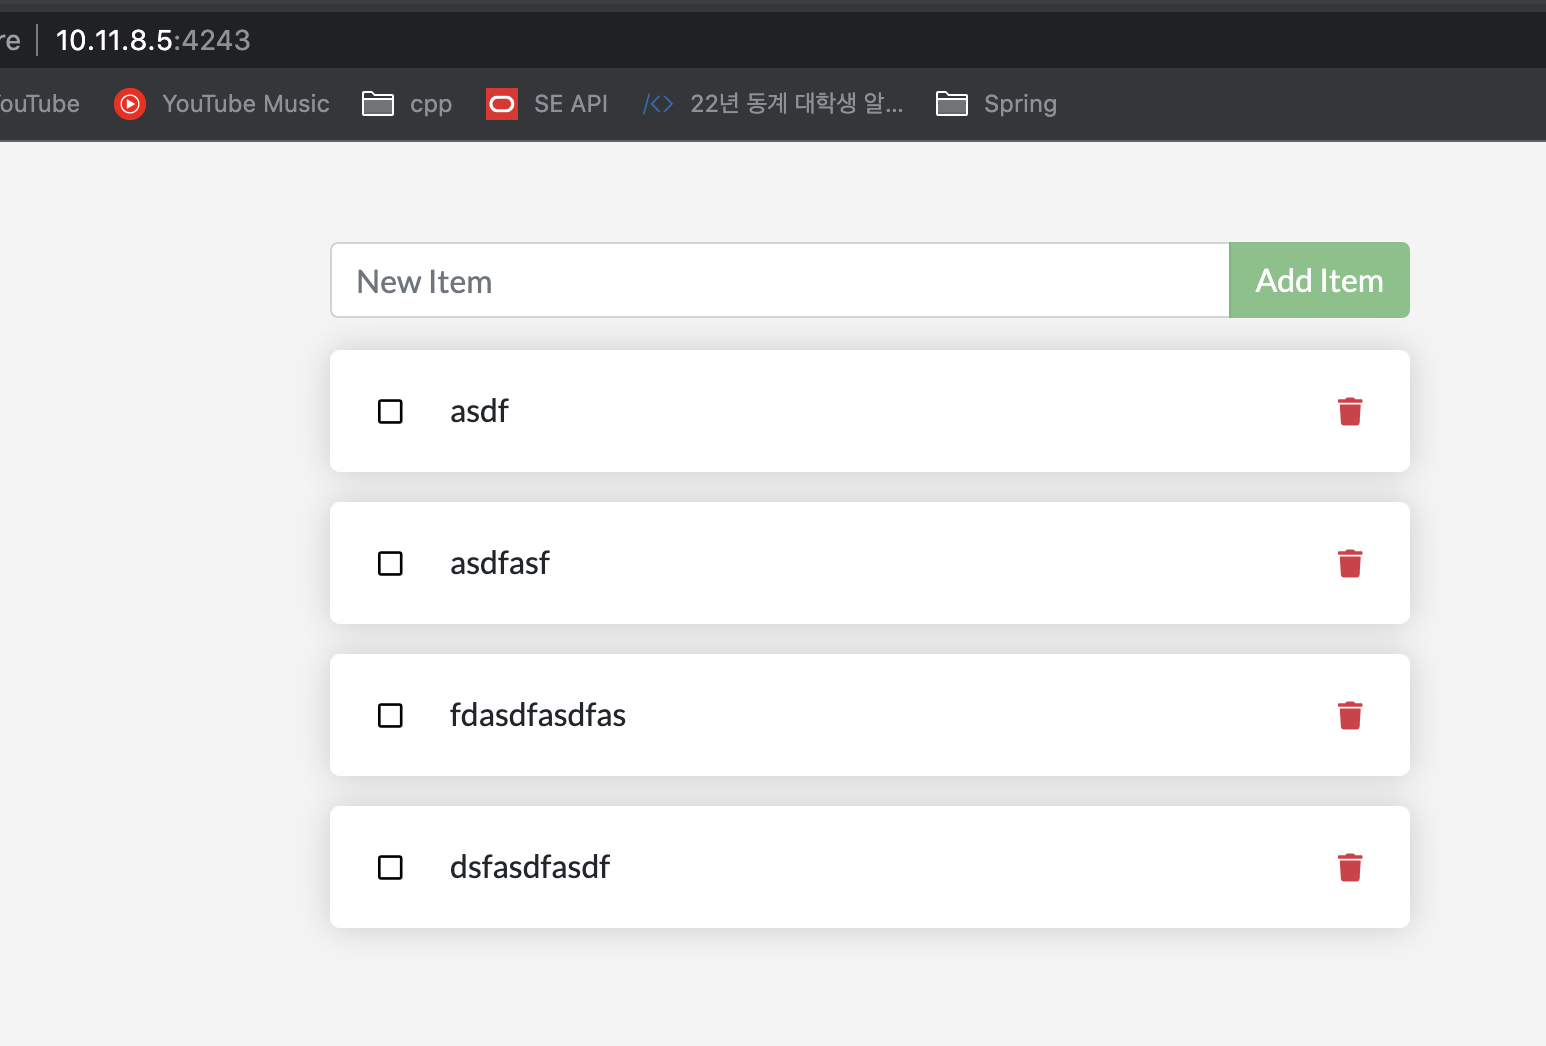 re | 10.11.8.5:4243
ouTube YouTube Music cpp SE API 22년 동계 대학생 알... Spring
New Item Add Item
asdf
asdfasf
fdasdfasdfas
dsfasdfasdf